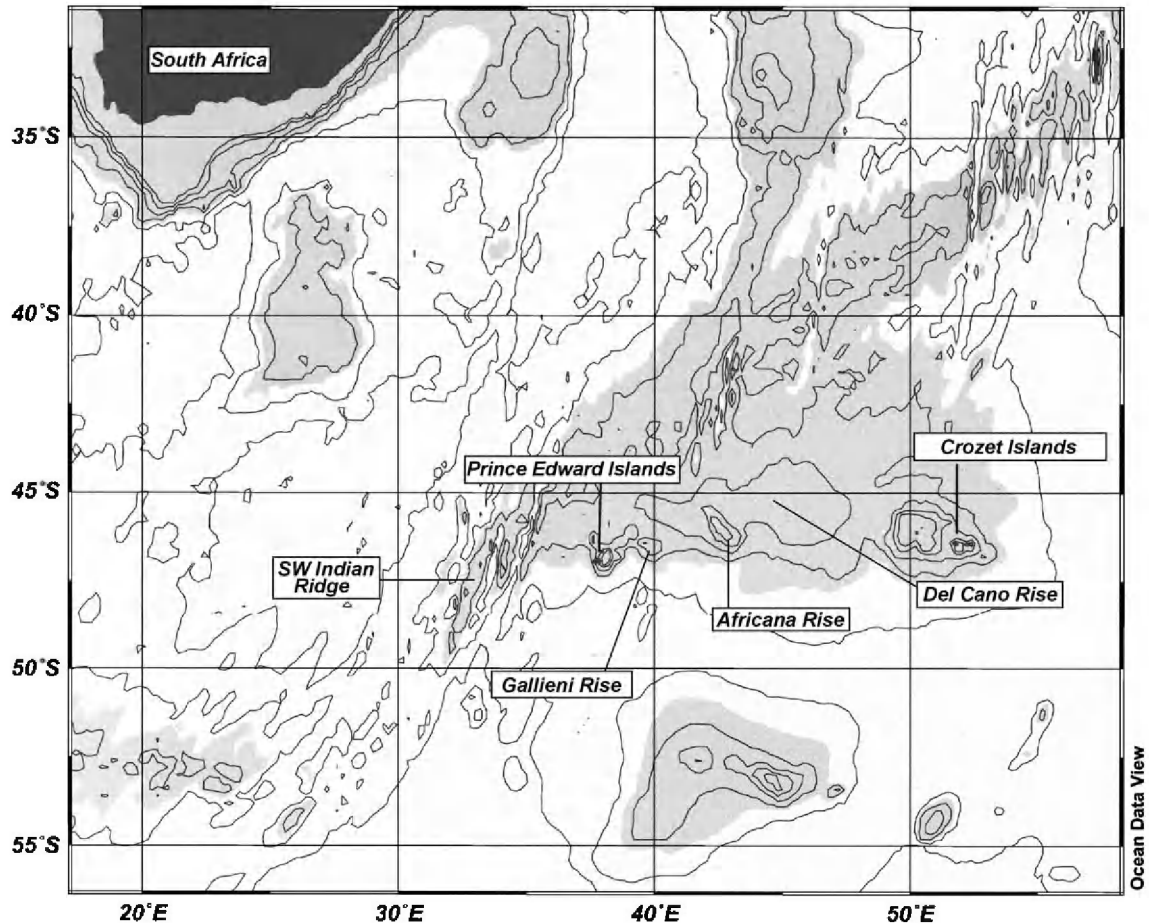 South Africa
35˚S
40˚S
Crozet Islands
Prince Edward Islands
45˚S
SW Indian
Ridge
Del Cano Rise
Africana Rise
50˚S
Gallieni Rise
55˚S
20˚E
30˚E
40˚E
50˚E
Ocean Data View